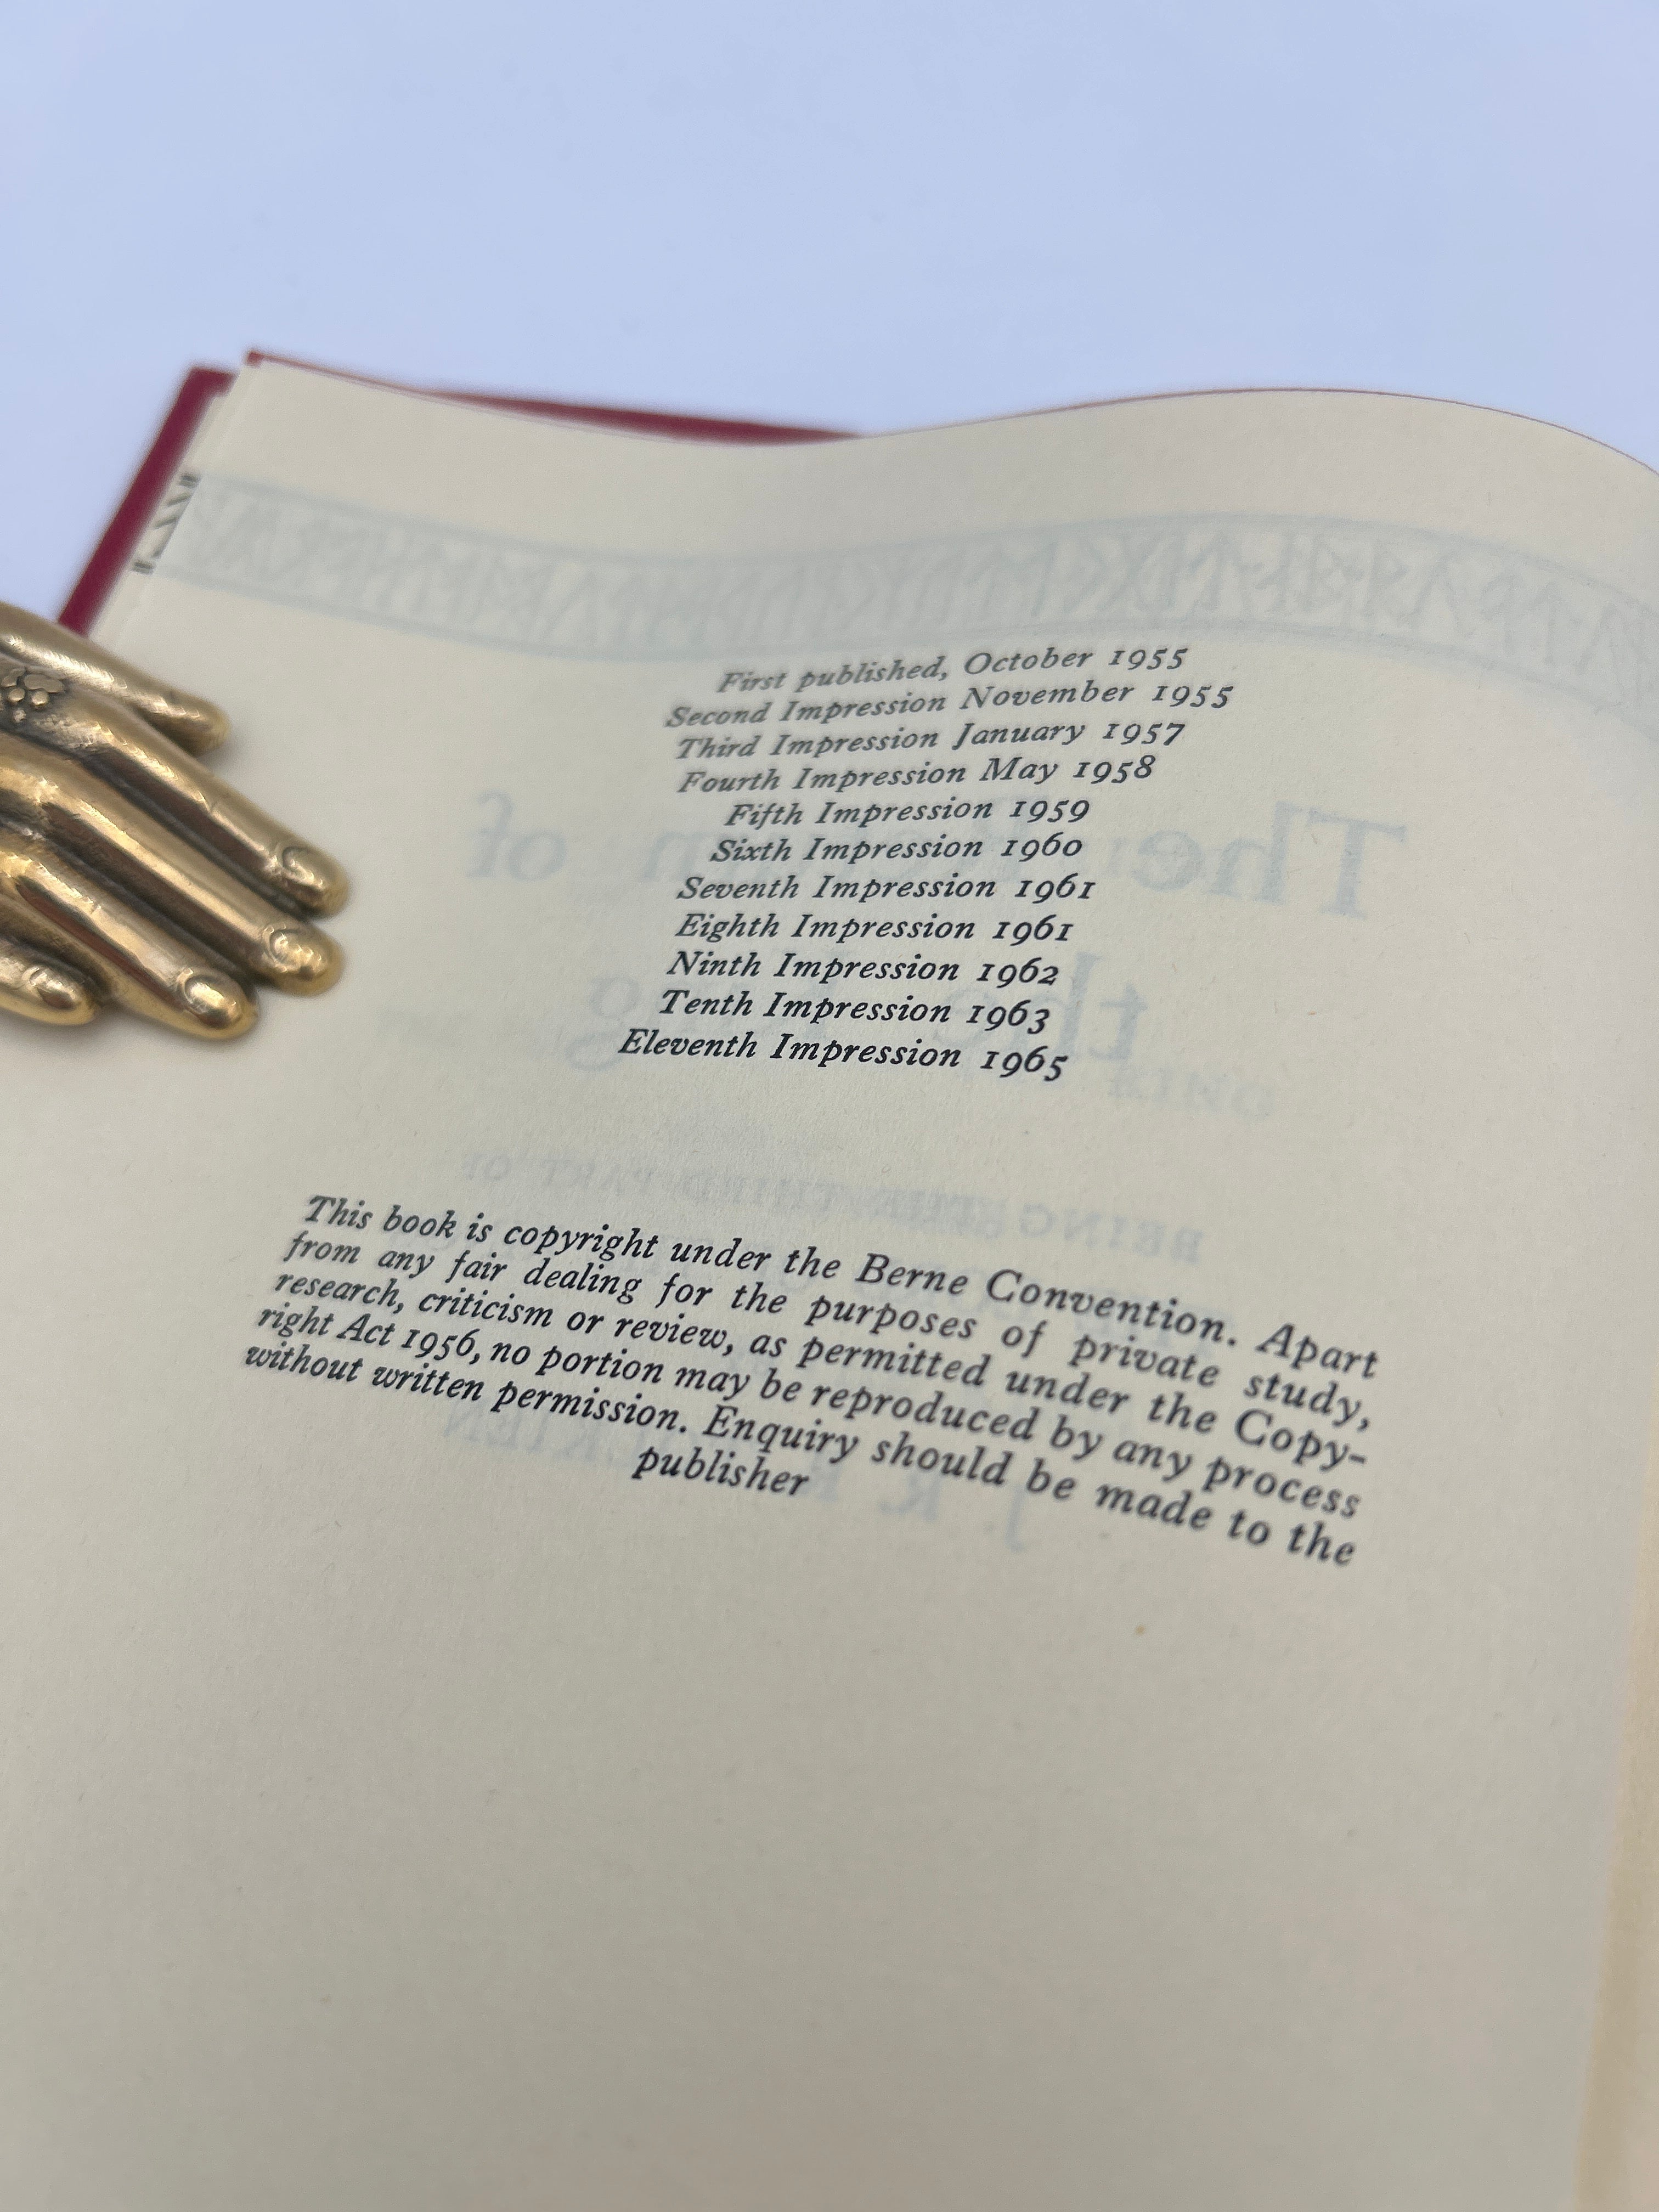 First published, October 1955
Second Impression November 1955
Third Impression January 1957
Fourth Impression May 1958
Fifth Impression 1959
Sixth Impression 1960
Seventh Impression 1961
Eighth Impression 1961
Ninth Impression 1962
Tenth Impression 1963
Eleventh Impression 1965
This book is copyright under the Berne Convention. Apart
from any fair dealing for the purposes of private study,
research, criticism or review, as permitted under the Copy-
right Act 1956, no portion may be reproduced by any process
without written permission. Enquiry should be made to the
publisher